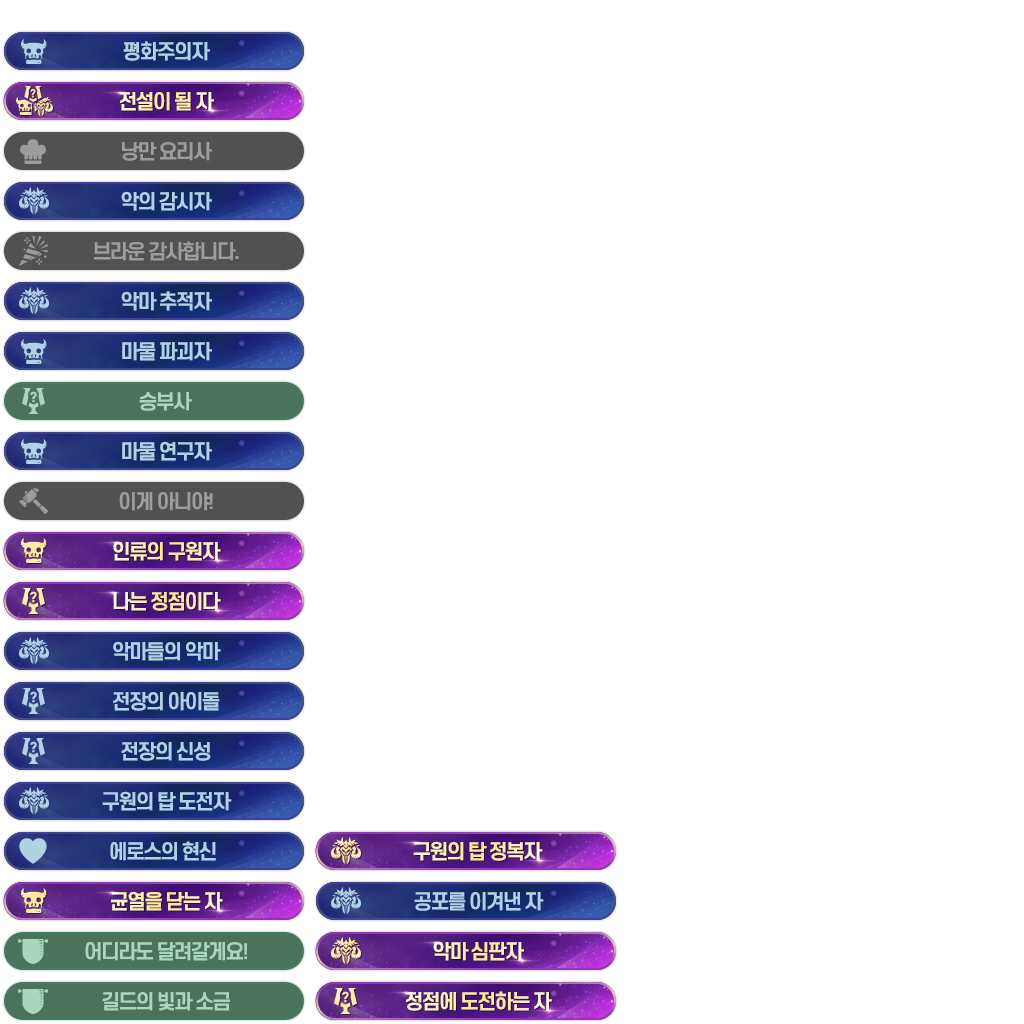 평화주의자
전설이 될 자
낭만 요리사
악의 감시자
브라운 감사합니다.
악마 추적자
마물 파괴자
승부사
마물 연구자
이게 아니야!
인류의 구원자
나는 정점이다
악마들의 악마
전장의 아이돌
전장의 신성
구원의 탑 도전자
에로스의 현신
구원의 탑 정복자
균열을 닫는 자
공포를 이겨낸 자
어디라도 달려갈게요!
악마 심판자
길드의 빛과 소금
정점에 도전하는 자